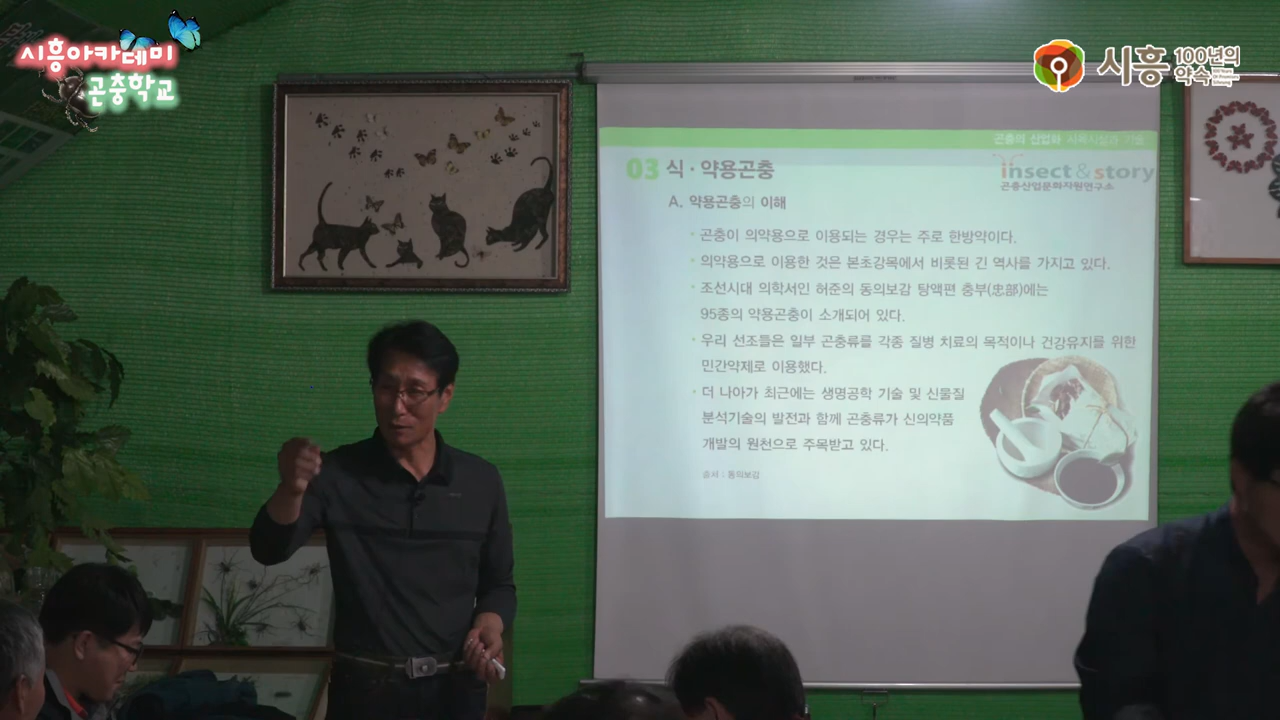 시흥아카데미
곤충학교
시흥 100년의 약속
곤충의 산업화 사육시설과 기술
03 식·약용곤충
insect & story
곤충산업문화자원연구소
A. 약용곤충의 이해
• 곤충이 의약용으로 이용되는 경우는 주로 한방약이다.
• 의약용으로 이용한 것은 본초강목에서 비롯된 긴 역사를 가지고 있다.
• 조선시대 의학서인 허준의 동의보감 탕액편 충부(忠部)에는
95종의 약용곤충이 소개되어 있다.
• 우리 선조들은 일부 곤충류를 각종 질병 치료의 목적이나 건강유지를 위한
민간약제로 이용했다.
• 더 나아가 최근에는 생명공학 기술 및 신물질
분석기술의 발전과 함께 곤충류가 신의약품
개발의 원천으로 주목받고 있다.
출처 : 동의보감